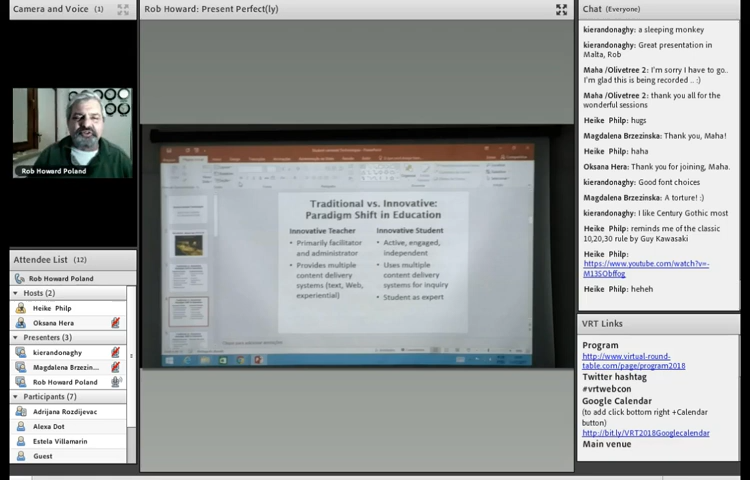 Camera and Voice (1)
Rob Howard Poland
Attendee List (12)
Rob Howard Poland
Hosts (2)
Heike Philp
Oksana Hera
Presenters (3)
kierandonaghy
Magdalena Brzezin...
Rob Howard Poland
Participants (7)
Adrijana Rozdijevac
Alexa Dot
Estela Villamarin
Guest
Rob Howard: Present Perfect(ly)
Traditional vs. Innovative:
Paradigm Shift in Education
Innovative Teacher
• Primarily facilitator
and administrator
• Provides multiple
content delivery
systems (text, Web,
experiential)
Innovative Student
• Active, engaged,
independent
• Uses multiple
content delivery
systems for inquiry
• Student as expert
Chat (Everyone)
kierandonaghy: a sleeping monkey
kierandonaghy: Great presentation in
Malta, Rob
Maha /Olivetree 2: I'm sorry I have to go..
I'm glad this is being recorded .. :)
Maha /Olivetree 2: thank you all for the
wonderful sessions
Heike Philp: hugs
Magdalena Brzezinska: Thank you, Maha!
Heike Philp: haha
Oksana Hera: Thank you for joining, Maha.
kierandonaghy: Good font choices
Magdalena Brzezinska: A torture! :)
kierandonaghy: I like Century Gothic most
Heike Philp: reminds me of the classic
10,20,30 rule by Guy Kawasaki
Heike Philp:
https://www.youtube.com/watch?v=-
M13SObffog
Heike Philp: heheh
VRT Links
Program
http://www.virtual-round-
table.com/page/program2018
Twitter hashtag
#vrtwebcon
Google Calendar
(to add click bottom right +Calendar
button)
http://bit.ly/VRT2018Googlecalendar
Main venue